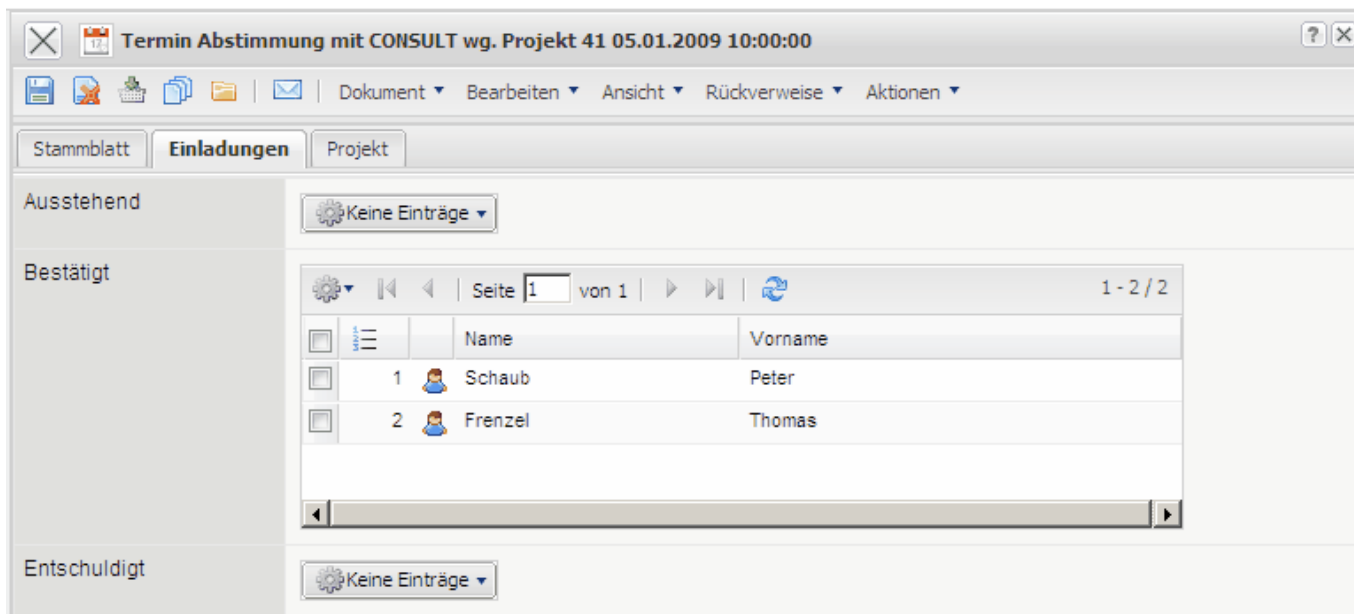 Termin Abstimmung mit CONSULT wg. Projekt 41 05.01.2009 10:00:00
Dokument Bearbeiten Ansicht Rückverweise Aktionen
Stammblatt Einladungen Projekt
Ausstehend Keine Einträge
Bestätigt
Seite 1 von 1 1 - 2 / 2
Name Vorname
1 Schaub Peter
2 Frenzel Thomas
Entschuldigt Keine Einträge